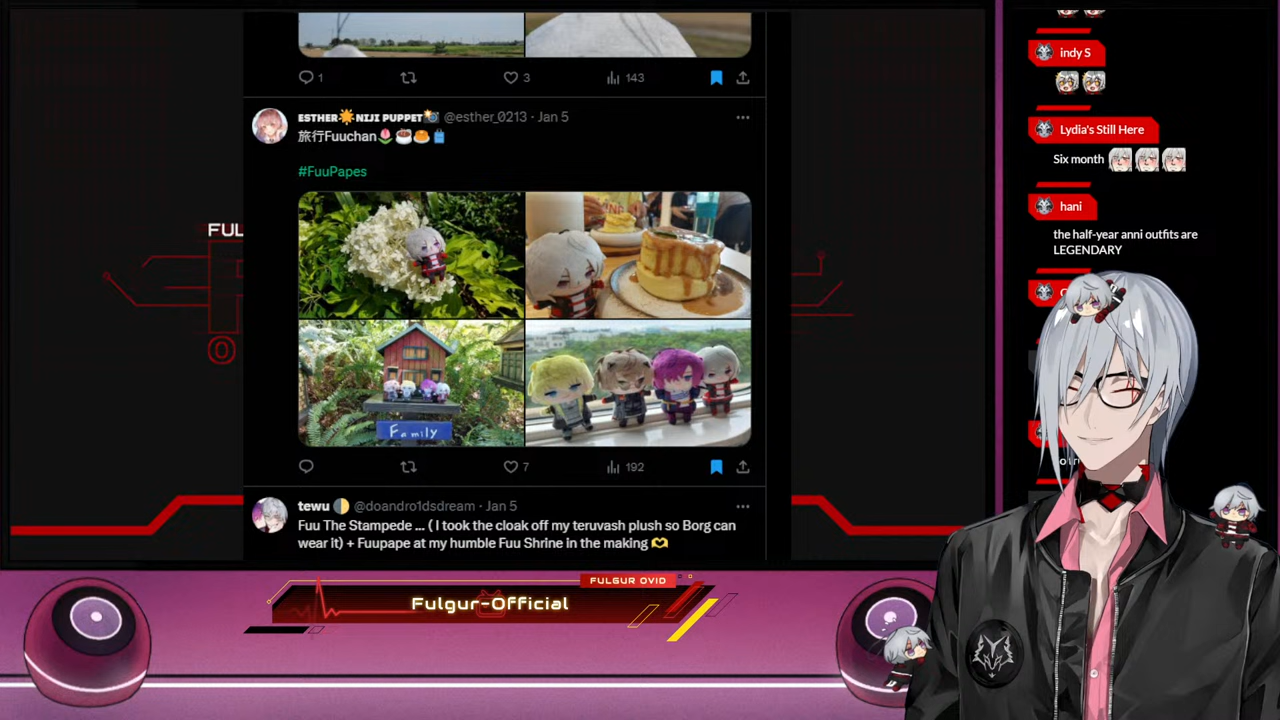 1
3
143
ESTHER🌟NIJI PUPPET📸 @esther_0213 · Jan 5
旅行Fuuchan🌷☕🍮🧳
#FuuPapes
Family
7
192
tewu 🌓 @doandro1dsdream · Jan 5
Fuu The Stampede ... ( I took the cloak off my teruvash plush so Borg can
wear it) + Fuupape at my humble Fuu Shrine in the making 🫶
FUL
FULGUR OVID
Fulgur-Official
indy S
Lydia's Still Here
Six month
hani
the half-year anni outfits are
LEGENDARY